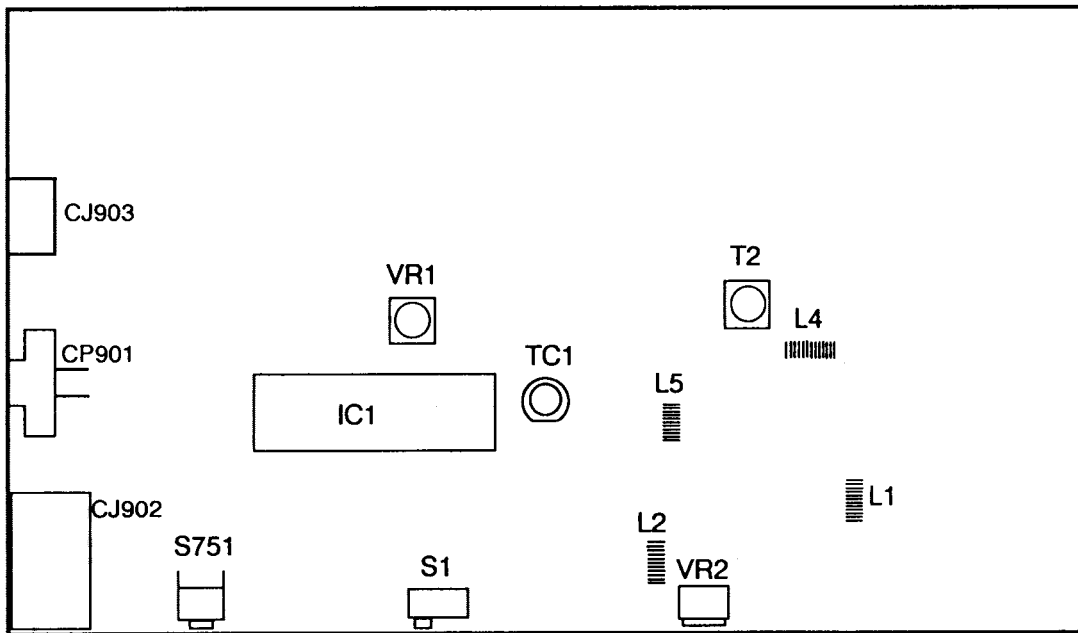 CJ903
T2
VR1
L4
CP901
TC1
L5
IC1
L1
CJ902
L2
S751
S1
VR2